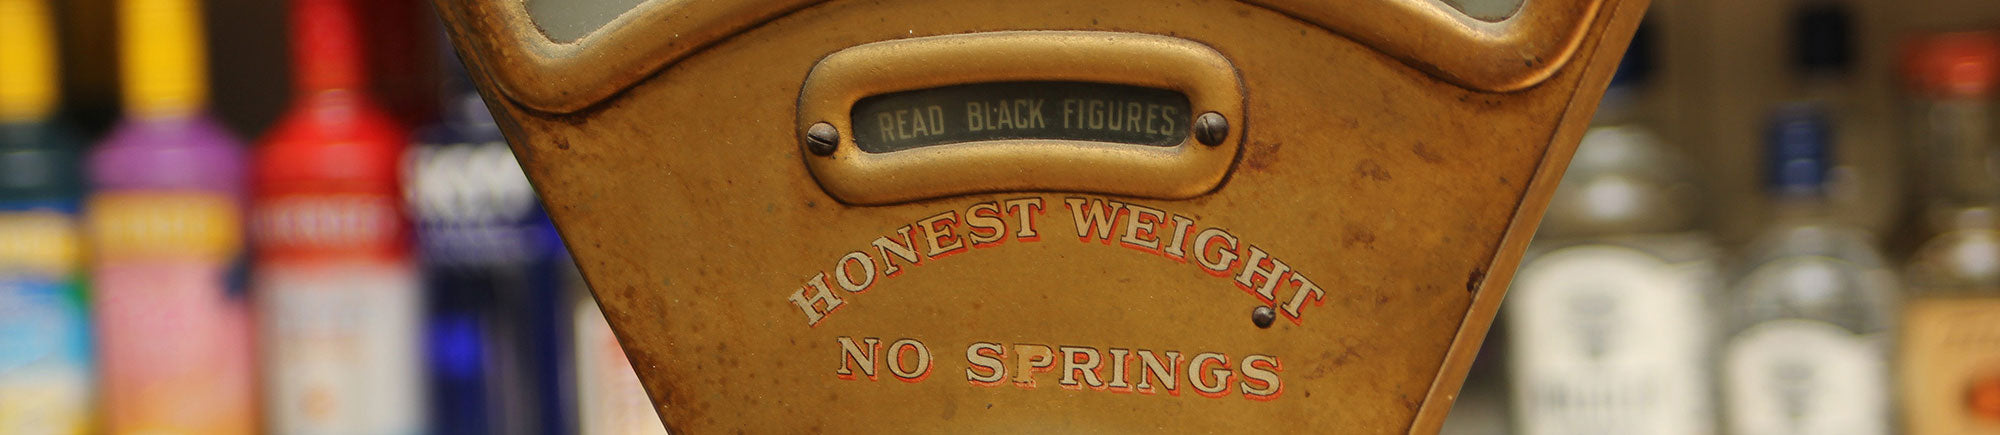 READ BLACK FIGURES
HONEST WEIGHT
NO SPRINGS